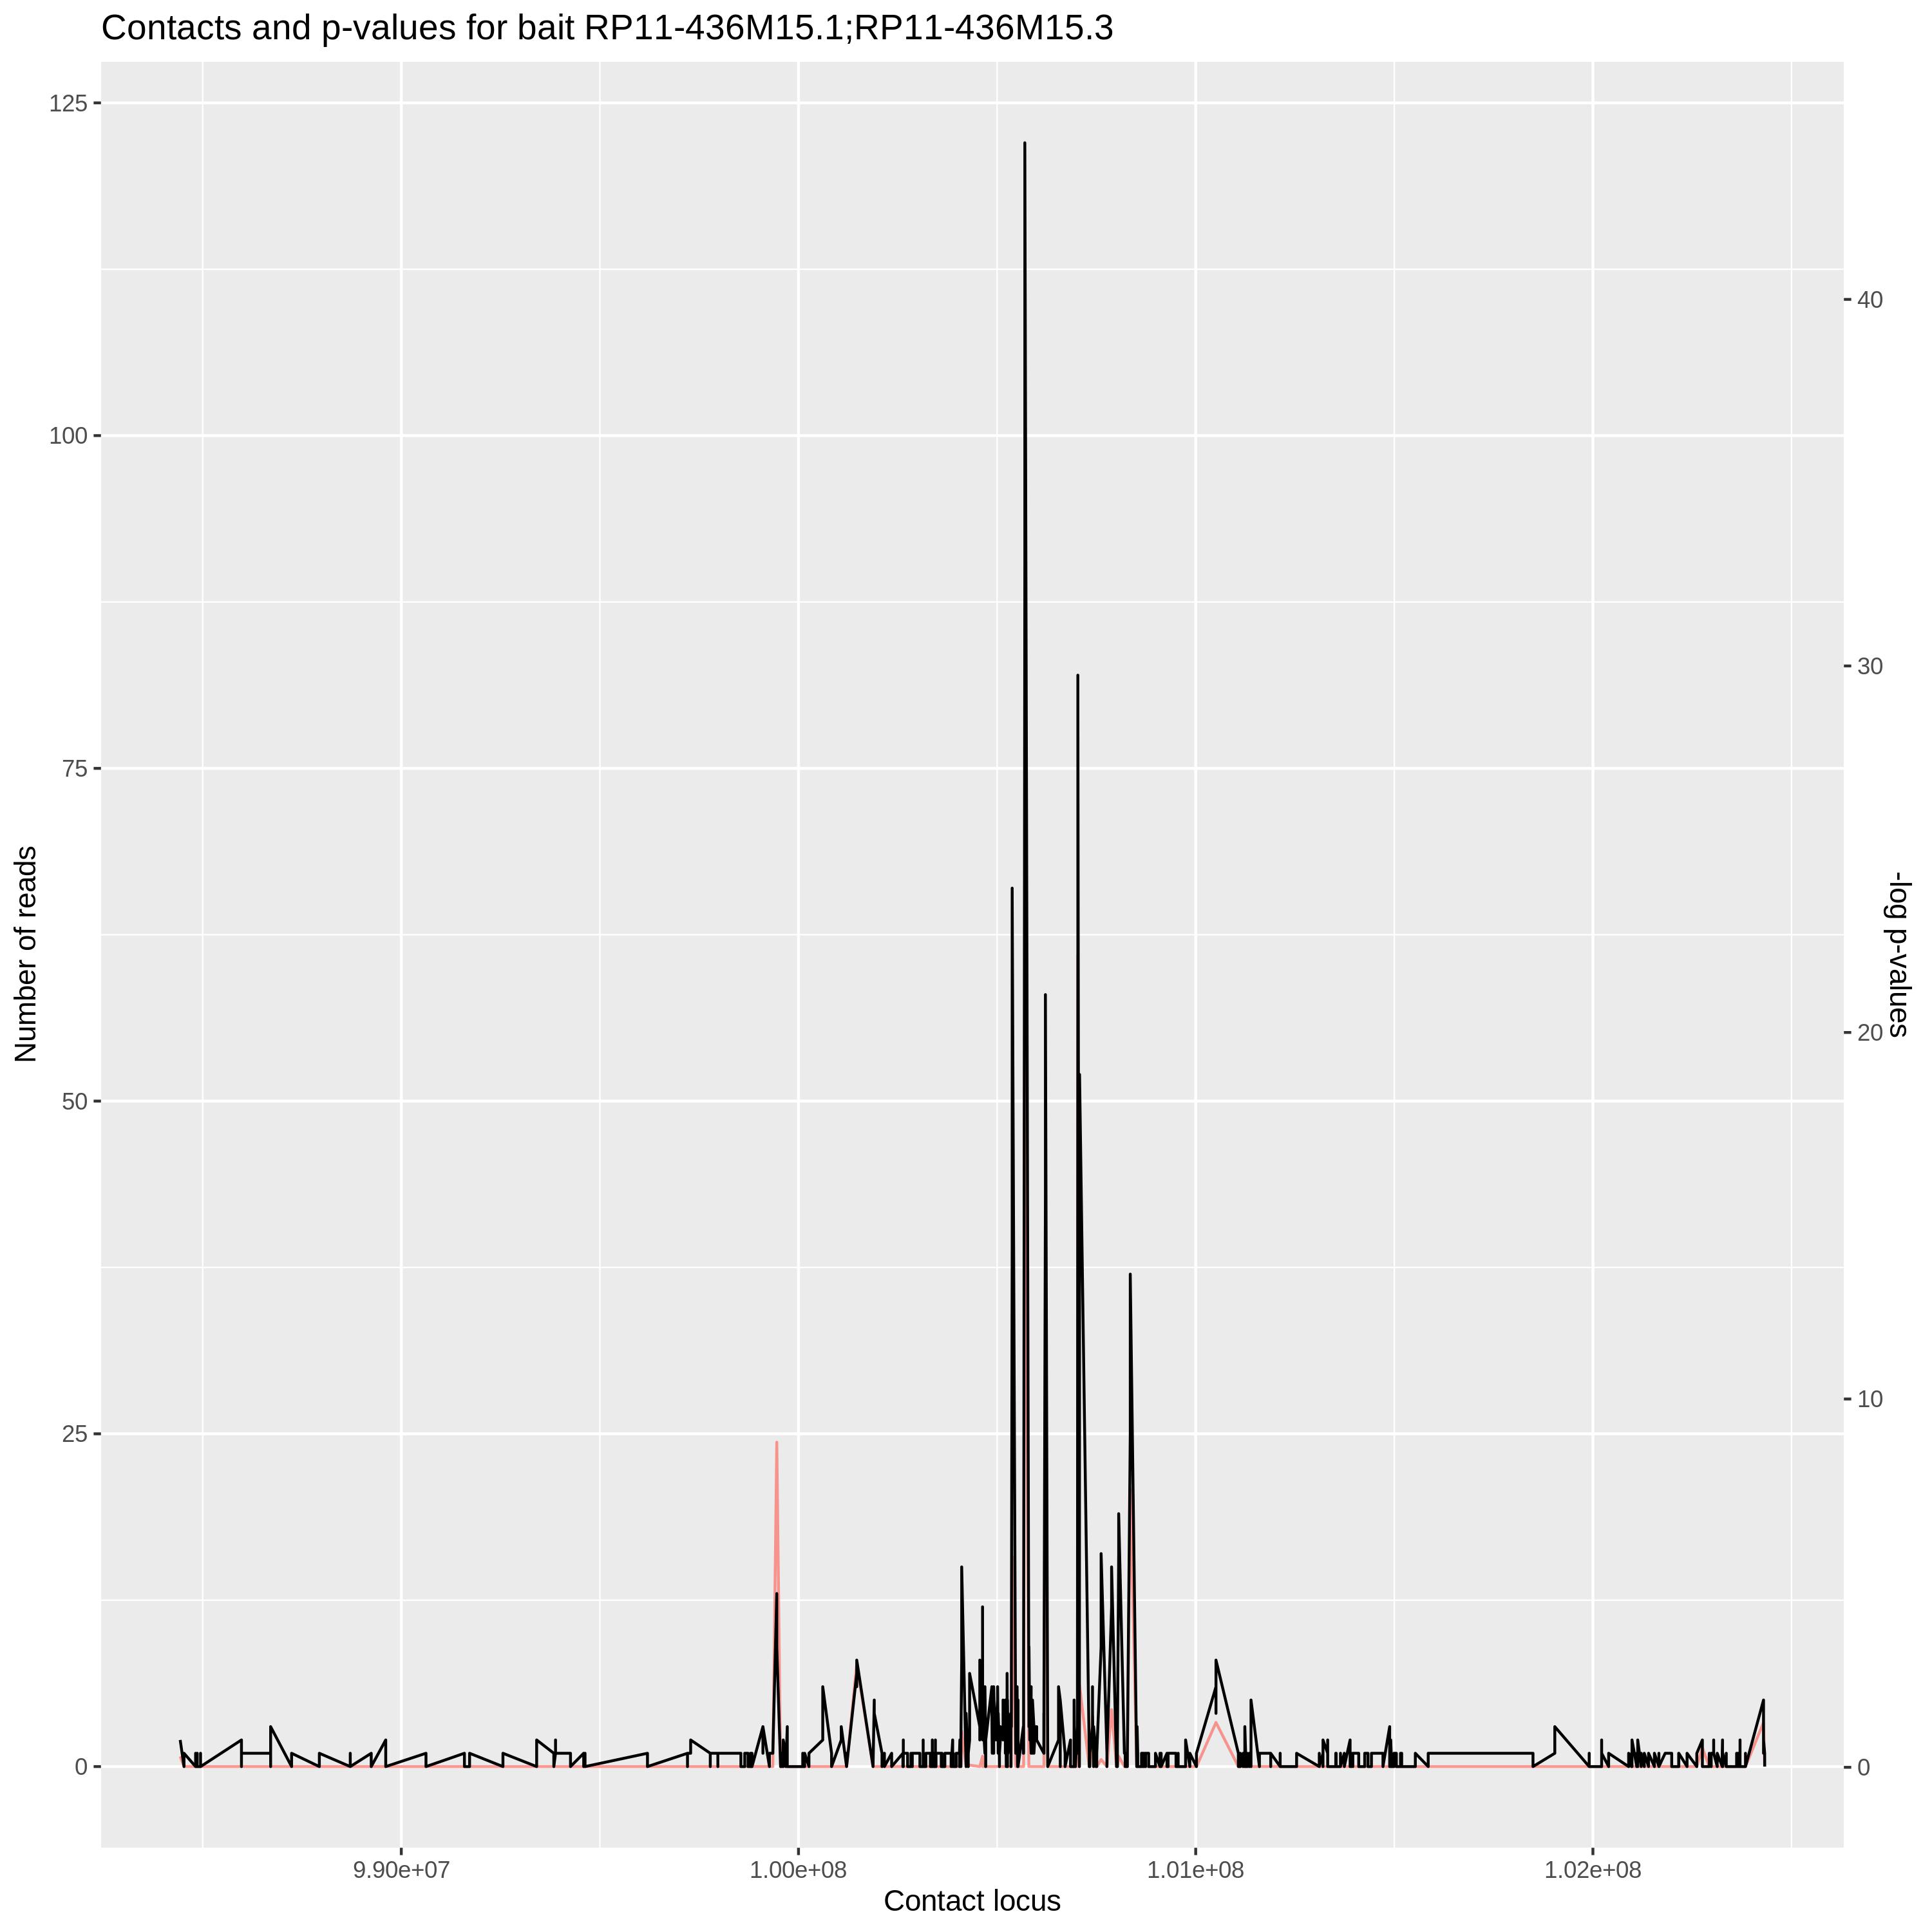 Contacts and p-values for bait RP11-436M15.1;RP11-436M15.3
125
100
75
50
25
0
Number of reads
40
30
20
10
0
-log p-values
9.90e+07
1.00e+08
1.01e+08
1.02e+08
Contact locus